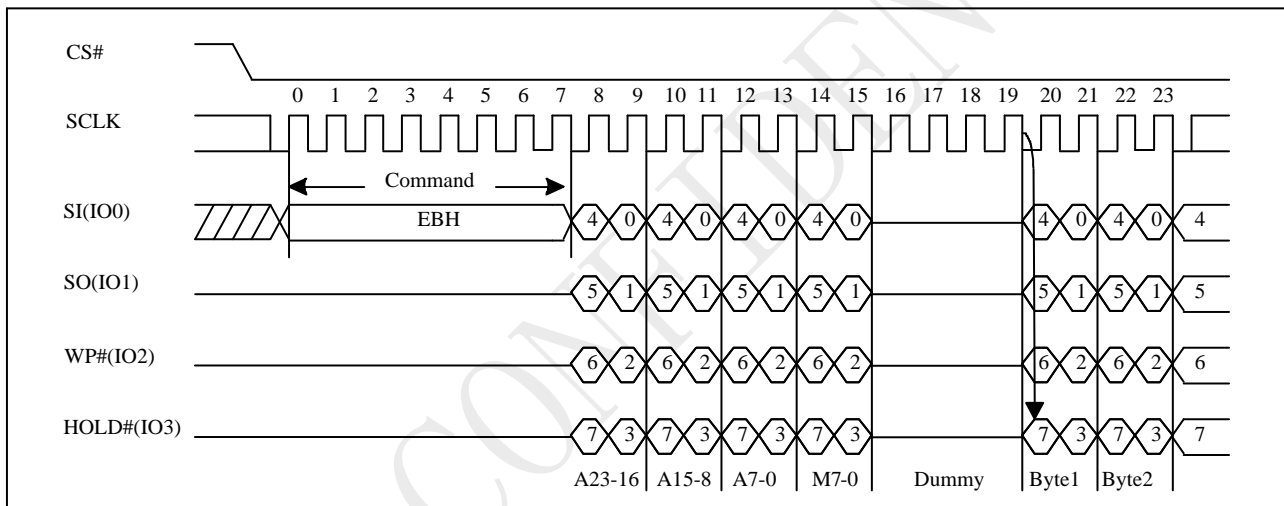 CS#
0 1 2 3 4 5 6 7 8 9 10 11 12 13 14 15 16 17 18 19 20 21 22 23
SCLK
Command
SI(IO0) EBH 4 0 4 0 4 0 4 0 4 0 4 0 4
SO(IO1) 5 1 5 1 5 1 5 1 5 1 5 1 5
WP#(IO2) 6 2 6 2 6 2 6 2 6 2 6 2 6
HOLD#(IO3) 7 3 7 3 7 3 7 3 7 3 7 3 7
A23-16 A15-8 A7-0 M7-0 Dummy Byte1 Byte2
CONFIDEN